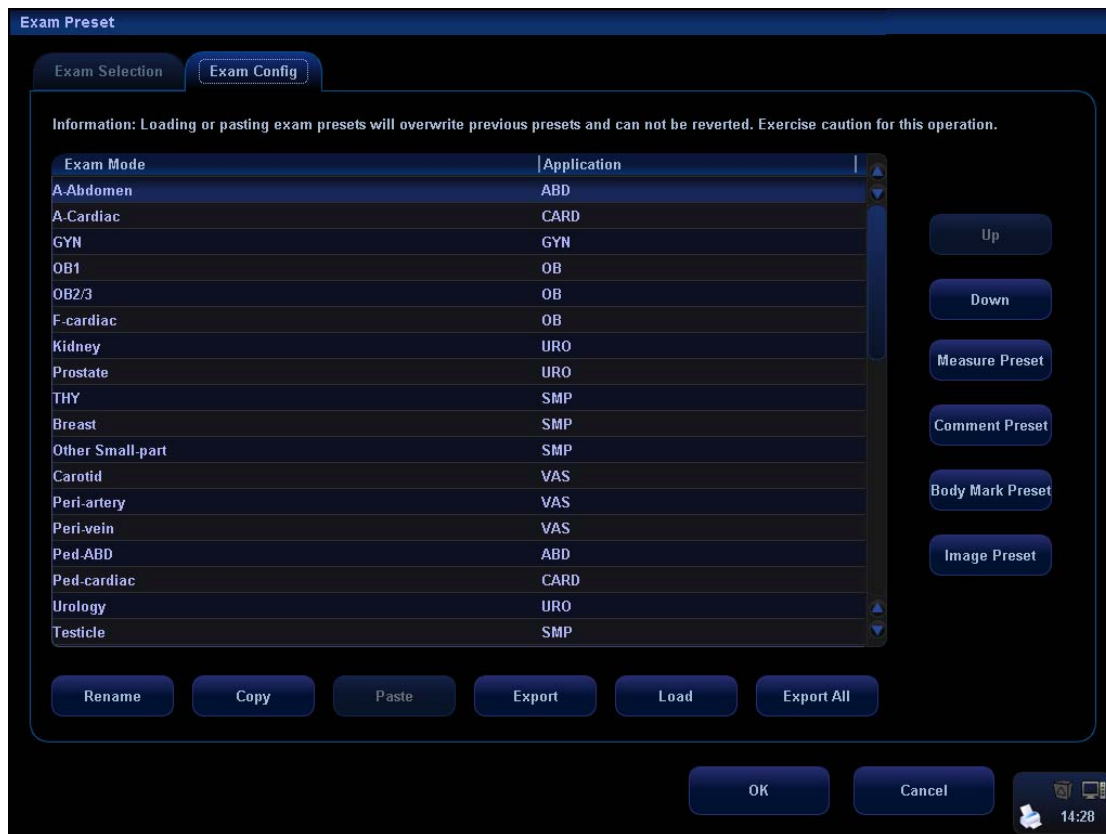 Exam Preset
Exam Selection Exam Config
Information: Loading or pasting exam presets will overwrite previous presets and can not be reverted. Exercise caution for this operation.
Exam Mode Application
A-Abdomen ABD
A-Cardiac CARD
GYN GYN
OB1 OB
OB2/3 OB
F-cardiac OB
Kidney URO
Prostate URO
THY SMP
Breast SMP
Other Small-part SMP
Carotid VAS
Peri-artery VAS
Peri-vein VAS
Ped-ABD ABD
Ped-cardiac CARD
Urology URO
Testicle SMP
Up
Down
Measure Preset
Comment Preset
Body Mark Preset
Image Preset
Rename Copy Paste Export Load Export All
OK Cancel
14:28